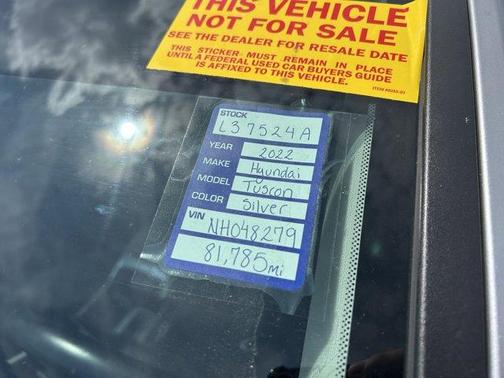 THIS VEHICLE
NOT FOR SALE
SEE THE DEALER FOR RESALE DATE
THIS STICKER MUST REMAIN IN PLACE
UNTIL A FEDERAL USED CAR BUYERS GUIDE
IS AFFIXED TO THIS VEHICLE.
STOCK
L37524A
YEAR 2022
MAKE Hyundai
MODEL Tuscon
COLOR Silver
VIN
NH048279
81,785mi